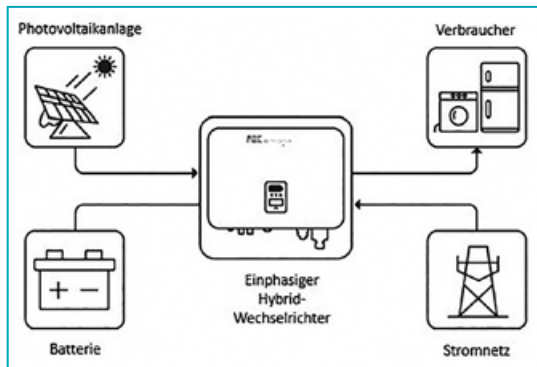 Photovoltaikanlage
Verbraucher
+ −
Einphasiger
Hybrid-
Wechselrichter
Batterie
Stromnetz